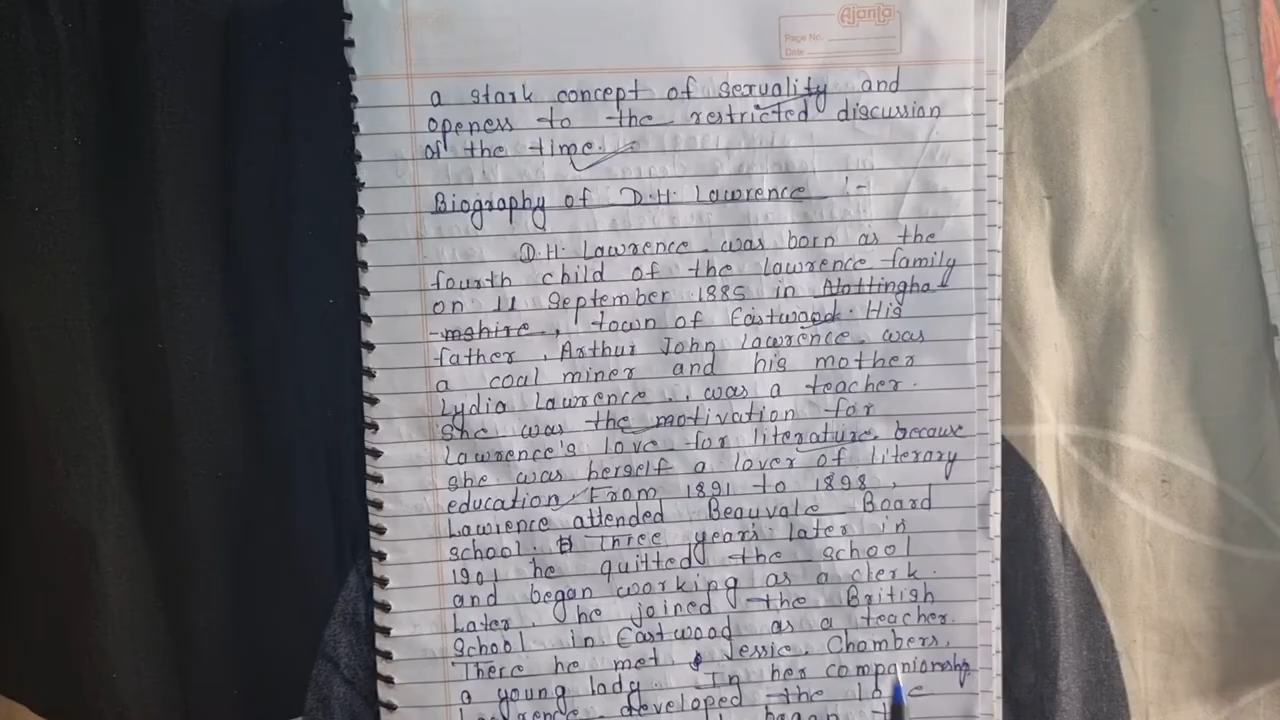 Ajanta
Page No.
Date
a stark concept of sexuality and
openess to the restricted discussion
of the time.
Biography of D.H. Lawrence :-
D.H. Lawrence was born as the
fourth child of the lawrence family
on 11 September 1885 in Nottingha-
-mshire, town of Eastwood. His
father, Arthur John Lawrence, was
a coal miner and his mother
Lydia Lawrence, was a teacher.
She was the motivation for
Lawrence's love for literature, because
she was herself a lover of literary
education. From 1891 to 1898,
Lawrence attended Beauvale Board
school. Three years later in
1901 he quitted the school
and began working as a clerk.
Later, he joined the British
School in Eastwood as a teacher.
There he met Jessie Chambers,
a young lady. In her companionship
developed the
began